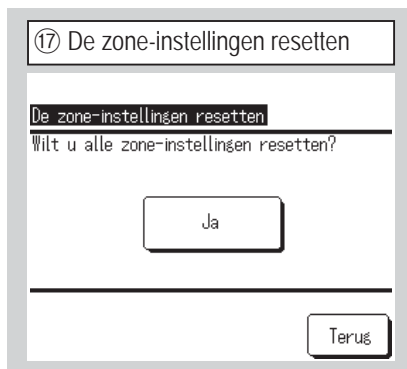 ⑰ De zone-instellingen resetten
De zone-instellingen resetten
Wilt u alle zone-instellingen resetten?
Ja
Terug